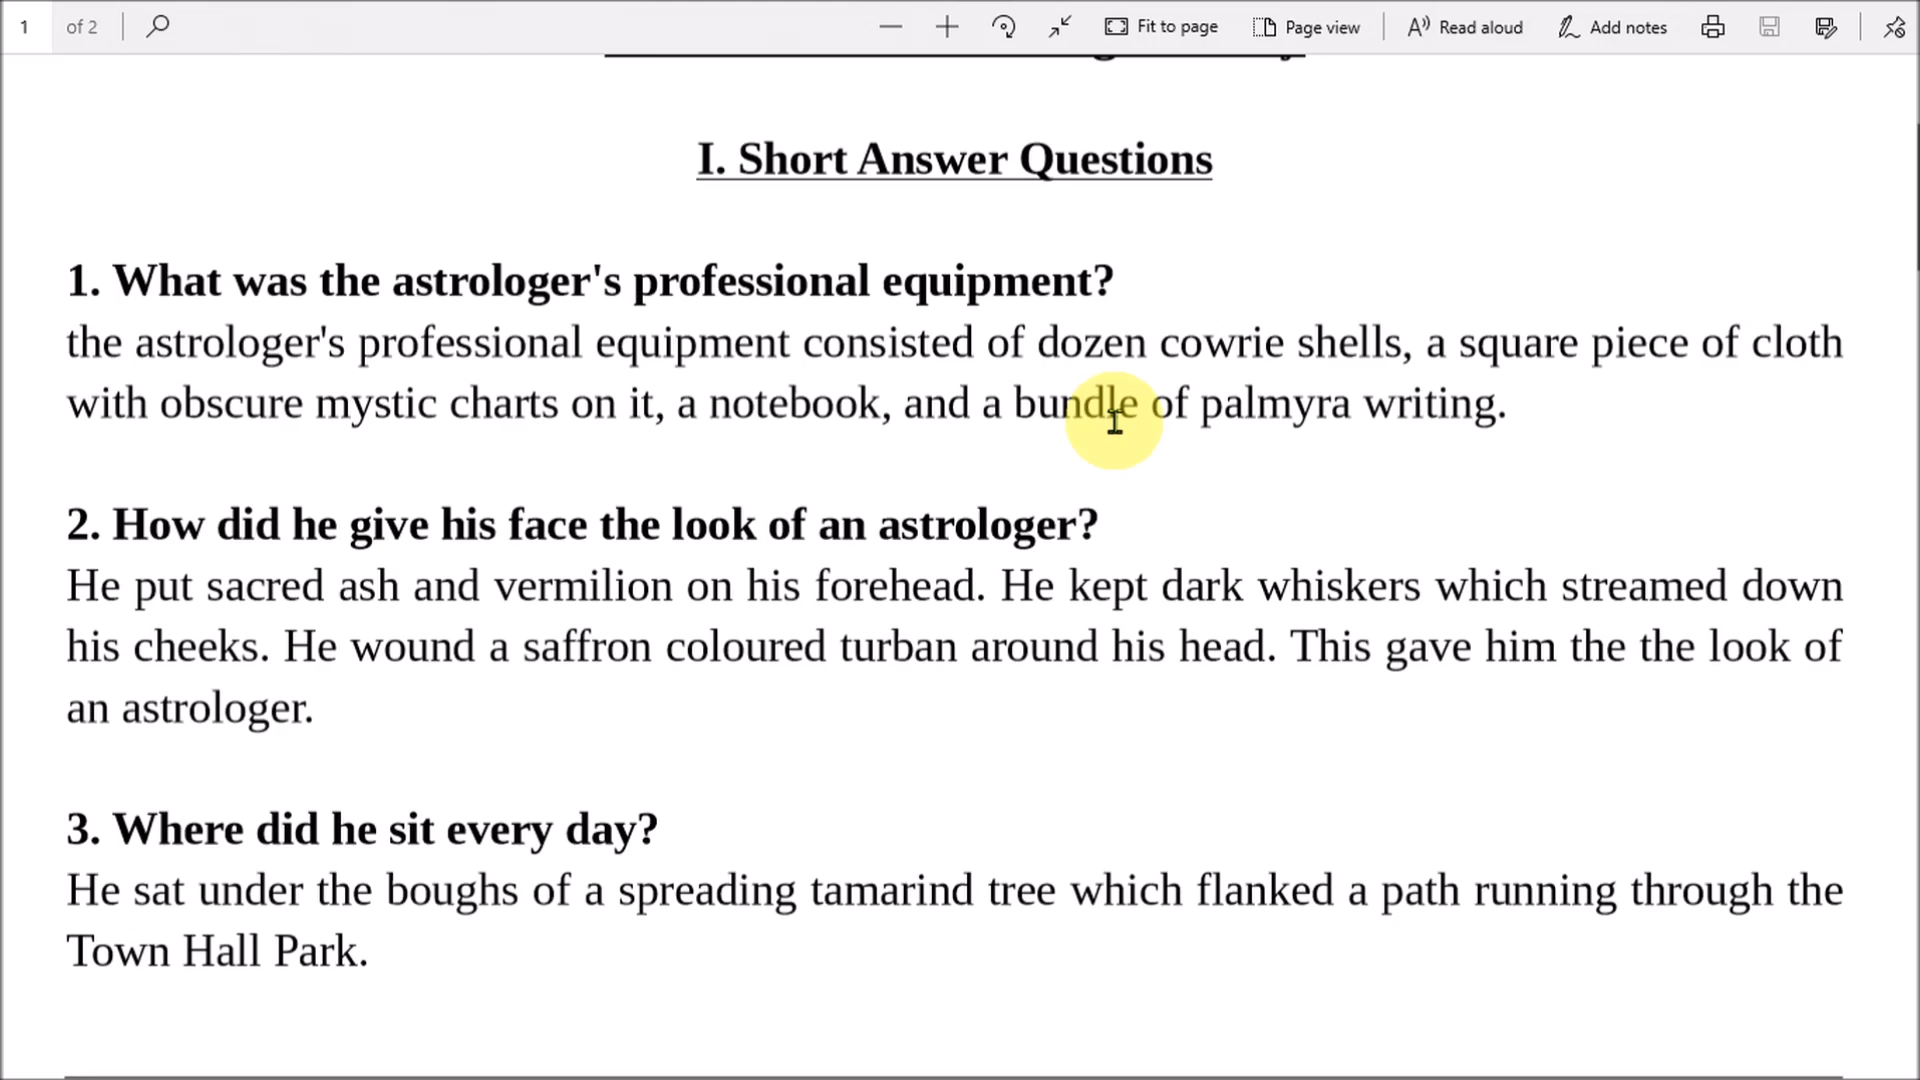 1 of 2 Fit to page Page view Read aloud Add notes
I. Short Answer Questions
1. What was the astrologer's professional equipment?
the astrologer's professional equipment consisted of dozen cowrie shells, a square piece of cloth
with obscure mystic charts on it, a notebook, and a bundle of palmyra writing.
2. How did he give his face the look of an astrologer?
He put sacred ash and vermilion on his forehead. He kept dark whiskers which streamed down
his cheeks. He wound a saffron coloured turban around his head. This gave him the the look of
an astrologer.
3. Where did he sit every day?
He sat under the boughs of a spreading tamarind tree which flanked a path running through the
Town Hall Park.